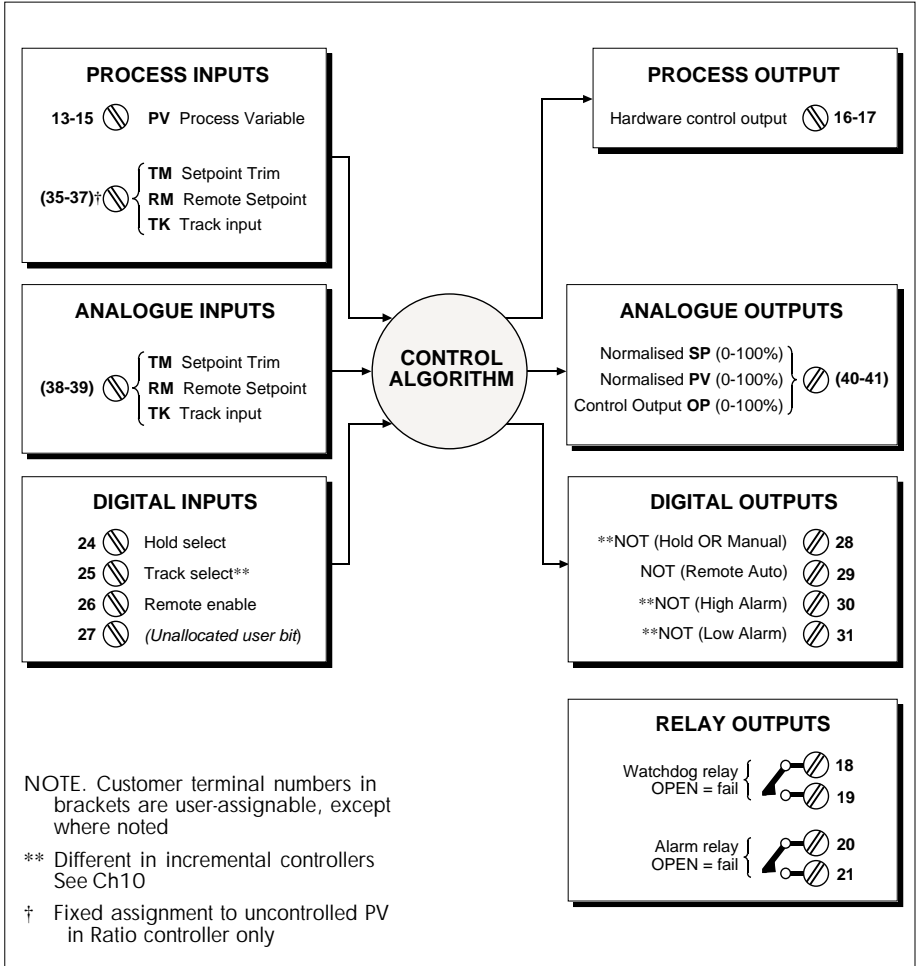 PROCESS INPUTS
13-15 PV Process Variable
(35-37)† TM Setpoint Trim
RM Remote Setpoint
TK Track input
PROCESS OUTPUT
Hardware control output 16-17
ANALOGUE INPUTS
(38-39) TM Setpoint Trim
RM Remote Setpoint
TK Track input
CONTROL
ALGORITHM
ANALOGUE OUTPUTS
Normalised SP (0-100%)
Normalised PV (0-100%) (40-41)
Control Output OP (0-100%)
DIGITAL INPUTS
24 Hold select
25 Track select**
26 Remote enable
27 (Unallocated user bit)
DIGITAL OUTPUTS
**NOT (Hold OR Manual) 28
NOT (Remote Auto) 29
**NOT (High Alarm) 30
**NOT (Low Alarm) 31
RELAY OUTPUTS
Watchdog relay 18
OPEN = fail 19
Alarm relay 20
OPEN = fail 21
NOTE. Customer terminal numbers in
brackets are user-assignable, except
where noted
** Different in incremental controllers
See Ch10
† Fixed assignment to uncontrolled PV
in Ratio controller only